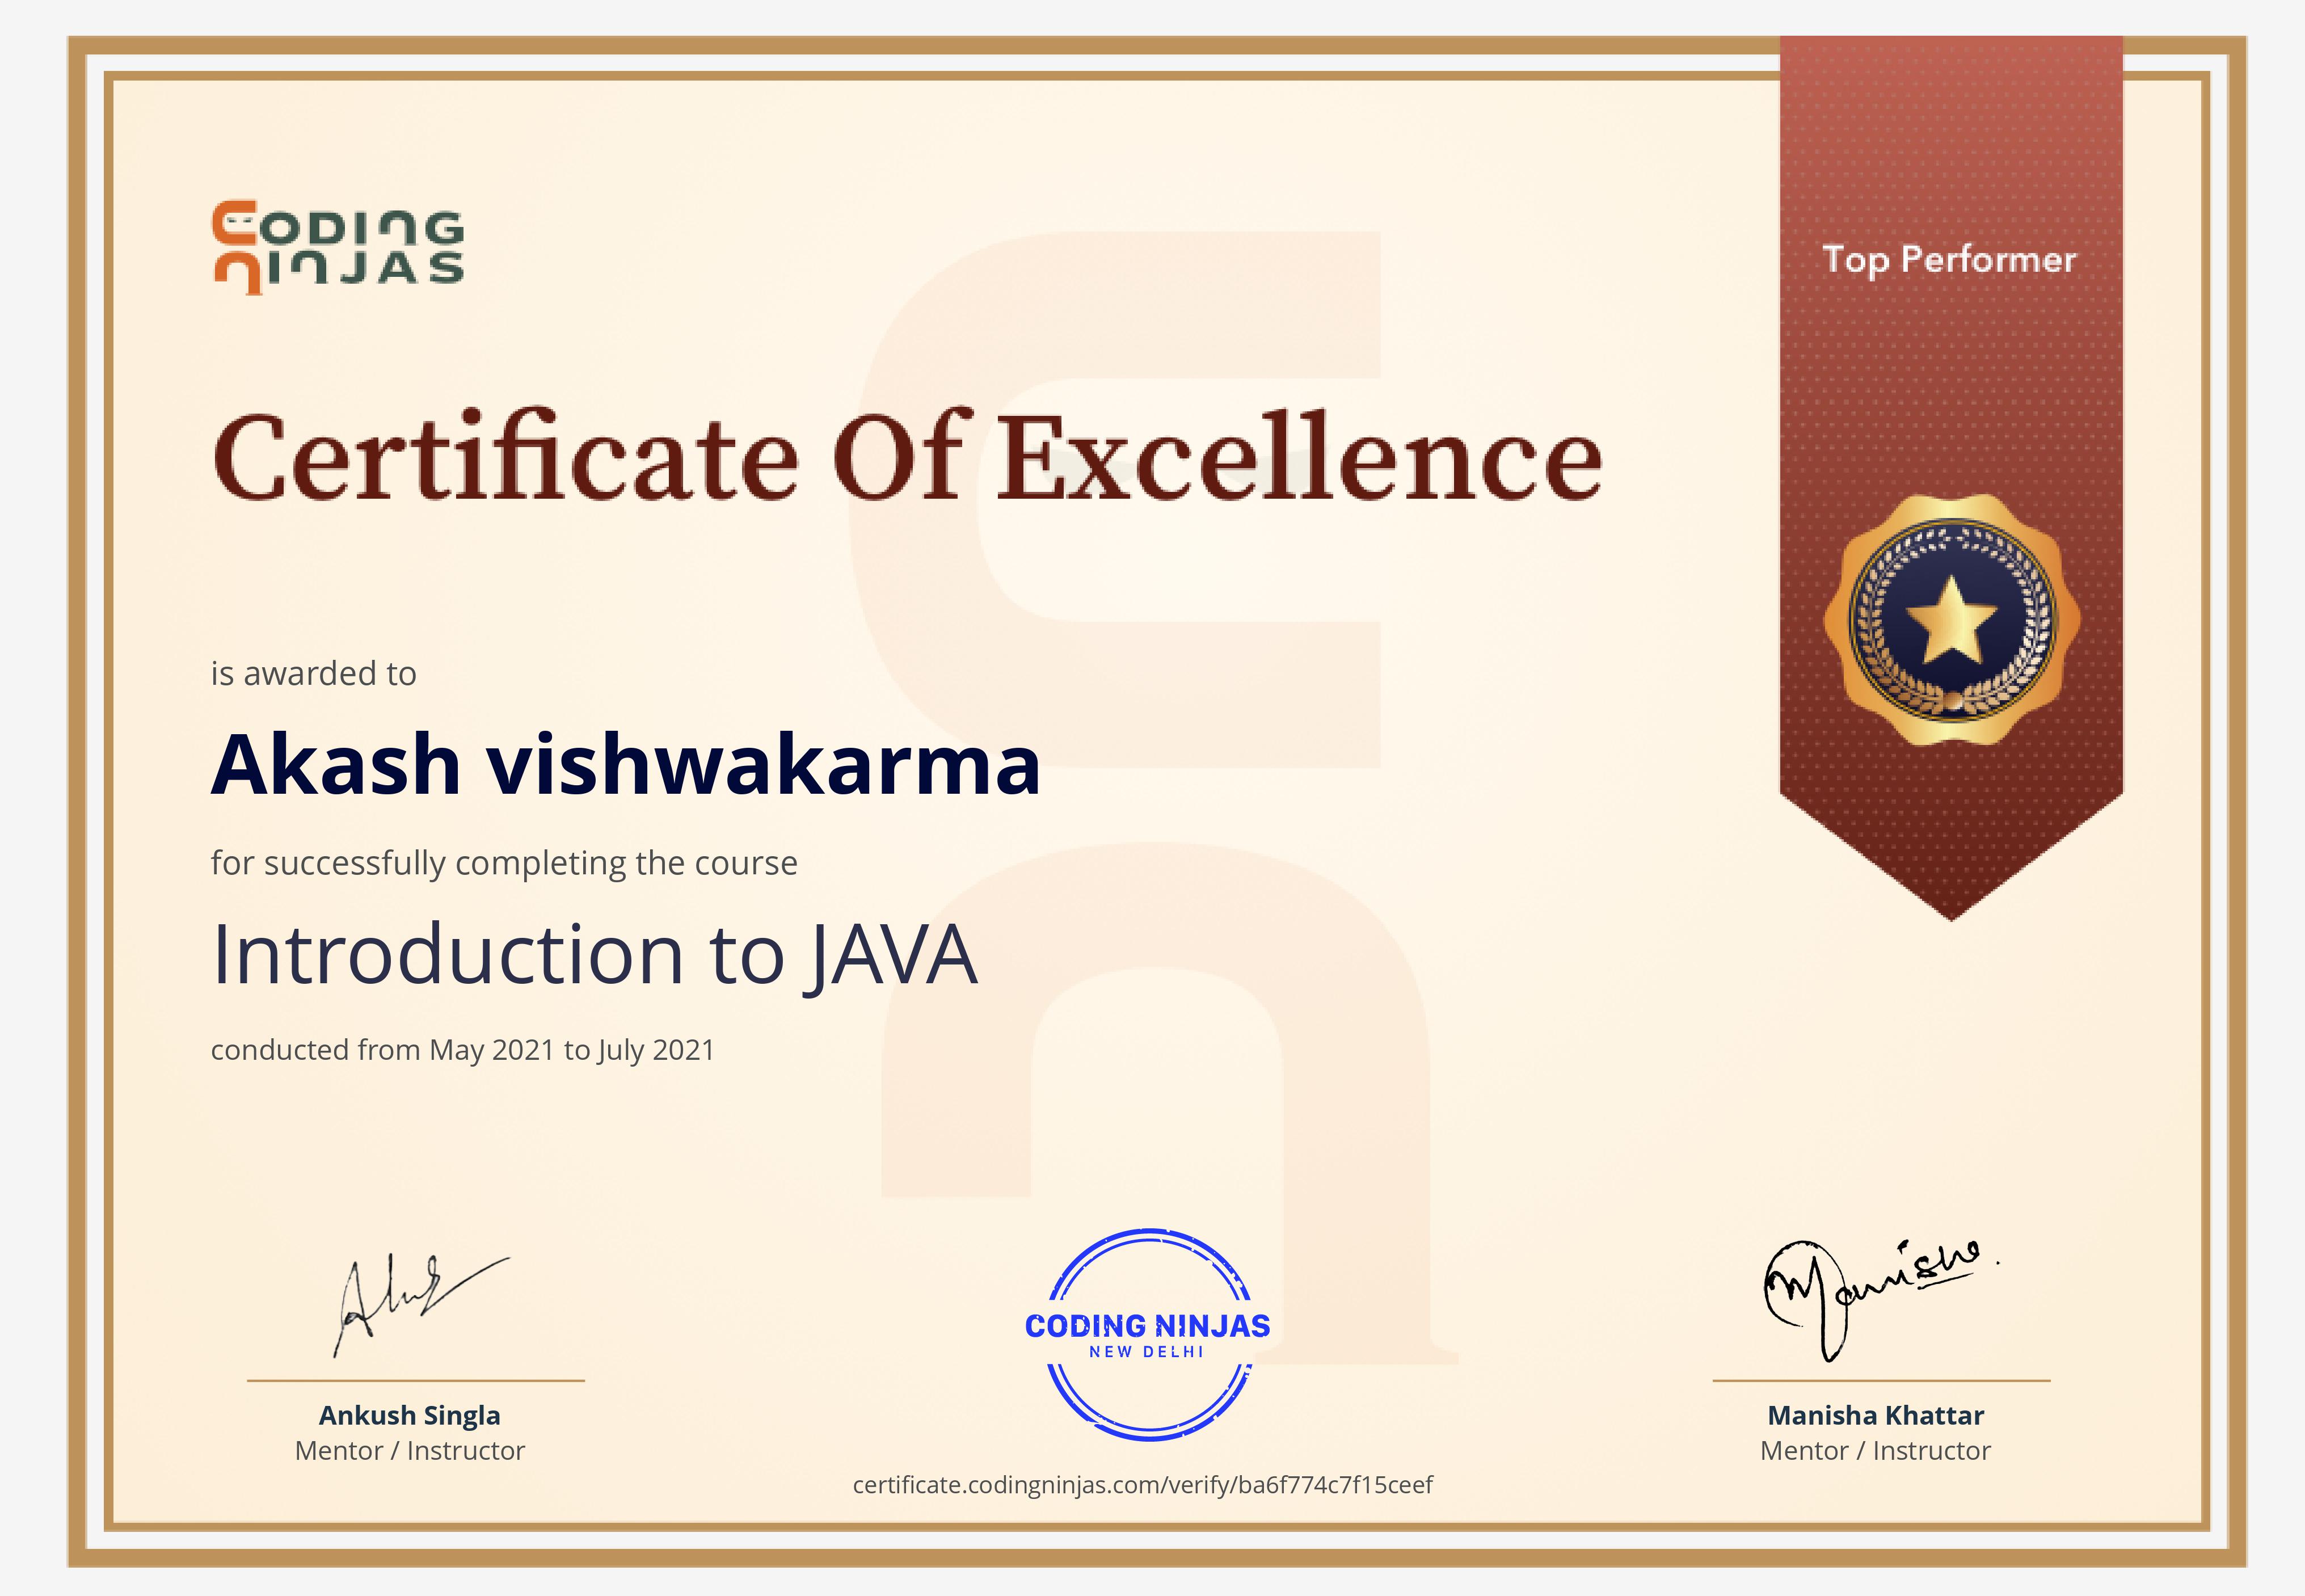 CODING
NINJAS
Top Performer
Certificate Of Excellence
is awarded to
Akash vishwakarma
for successfully completing the course
Introduction to JAVA
conducted from May 2021 to July 2021
Manisha.
CODING NINJAS
NEW DELHI
Ankush Singla
Mentor / Instructor
Manisha Khattar
Mentor / Instructor
certificate.codingninjas.com/verify/ba6f774c7f15ceef